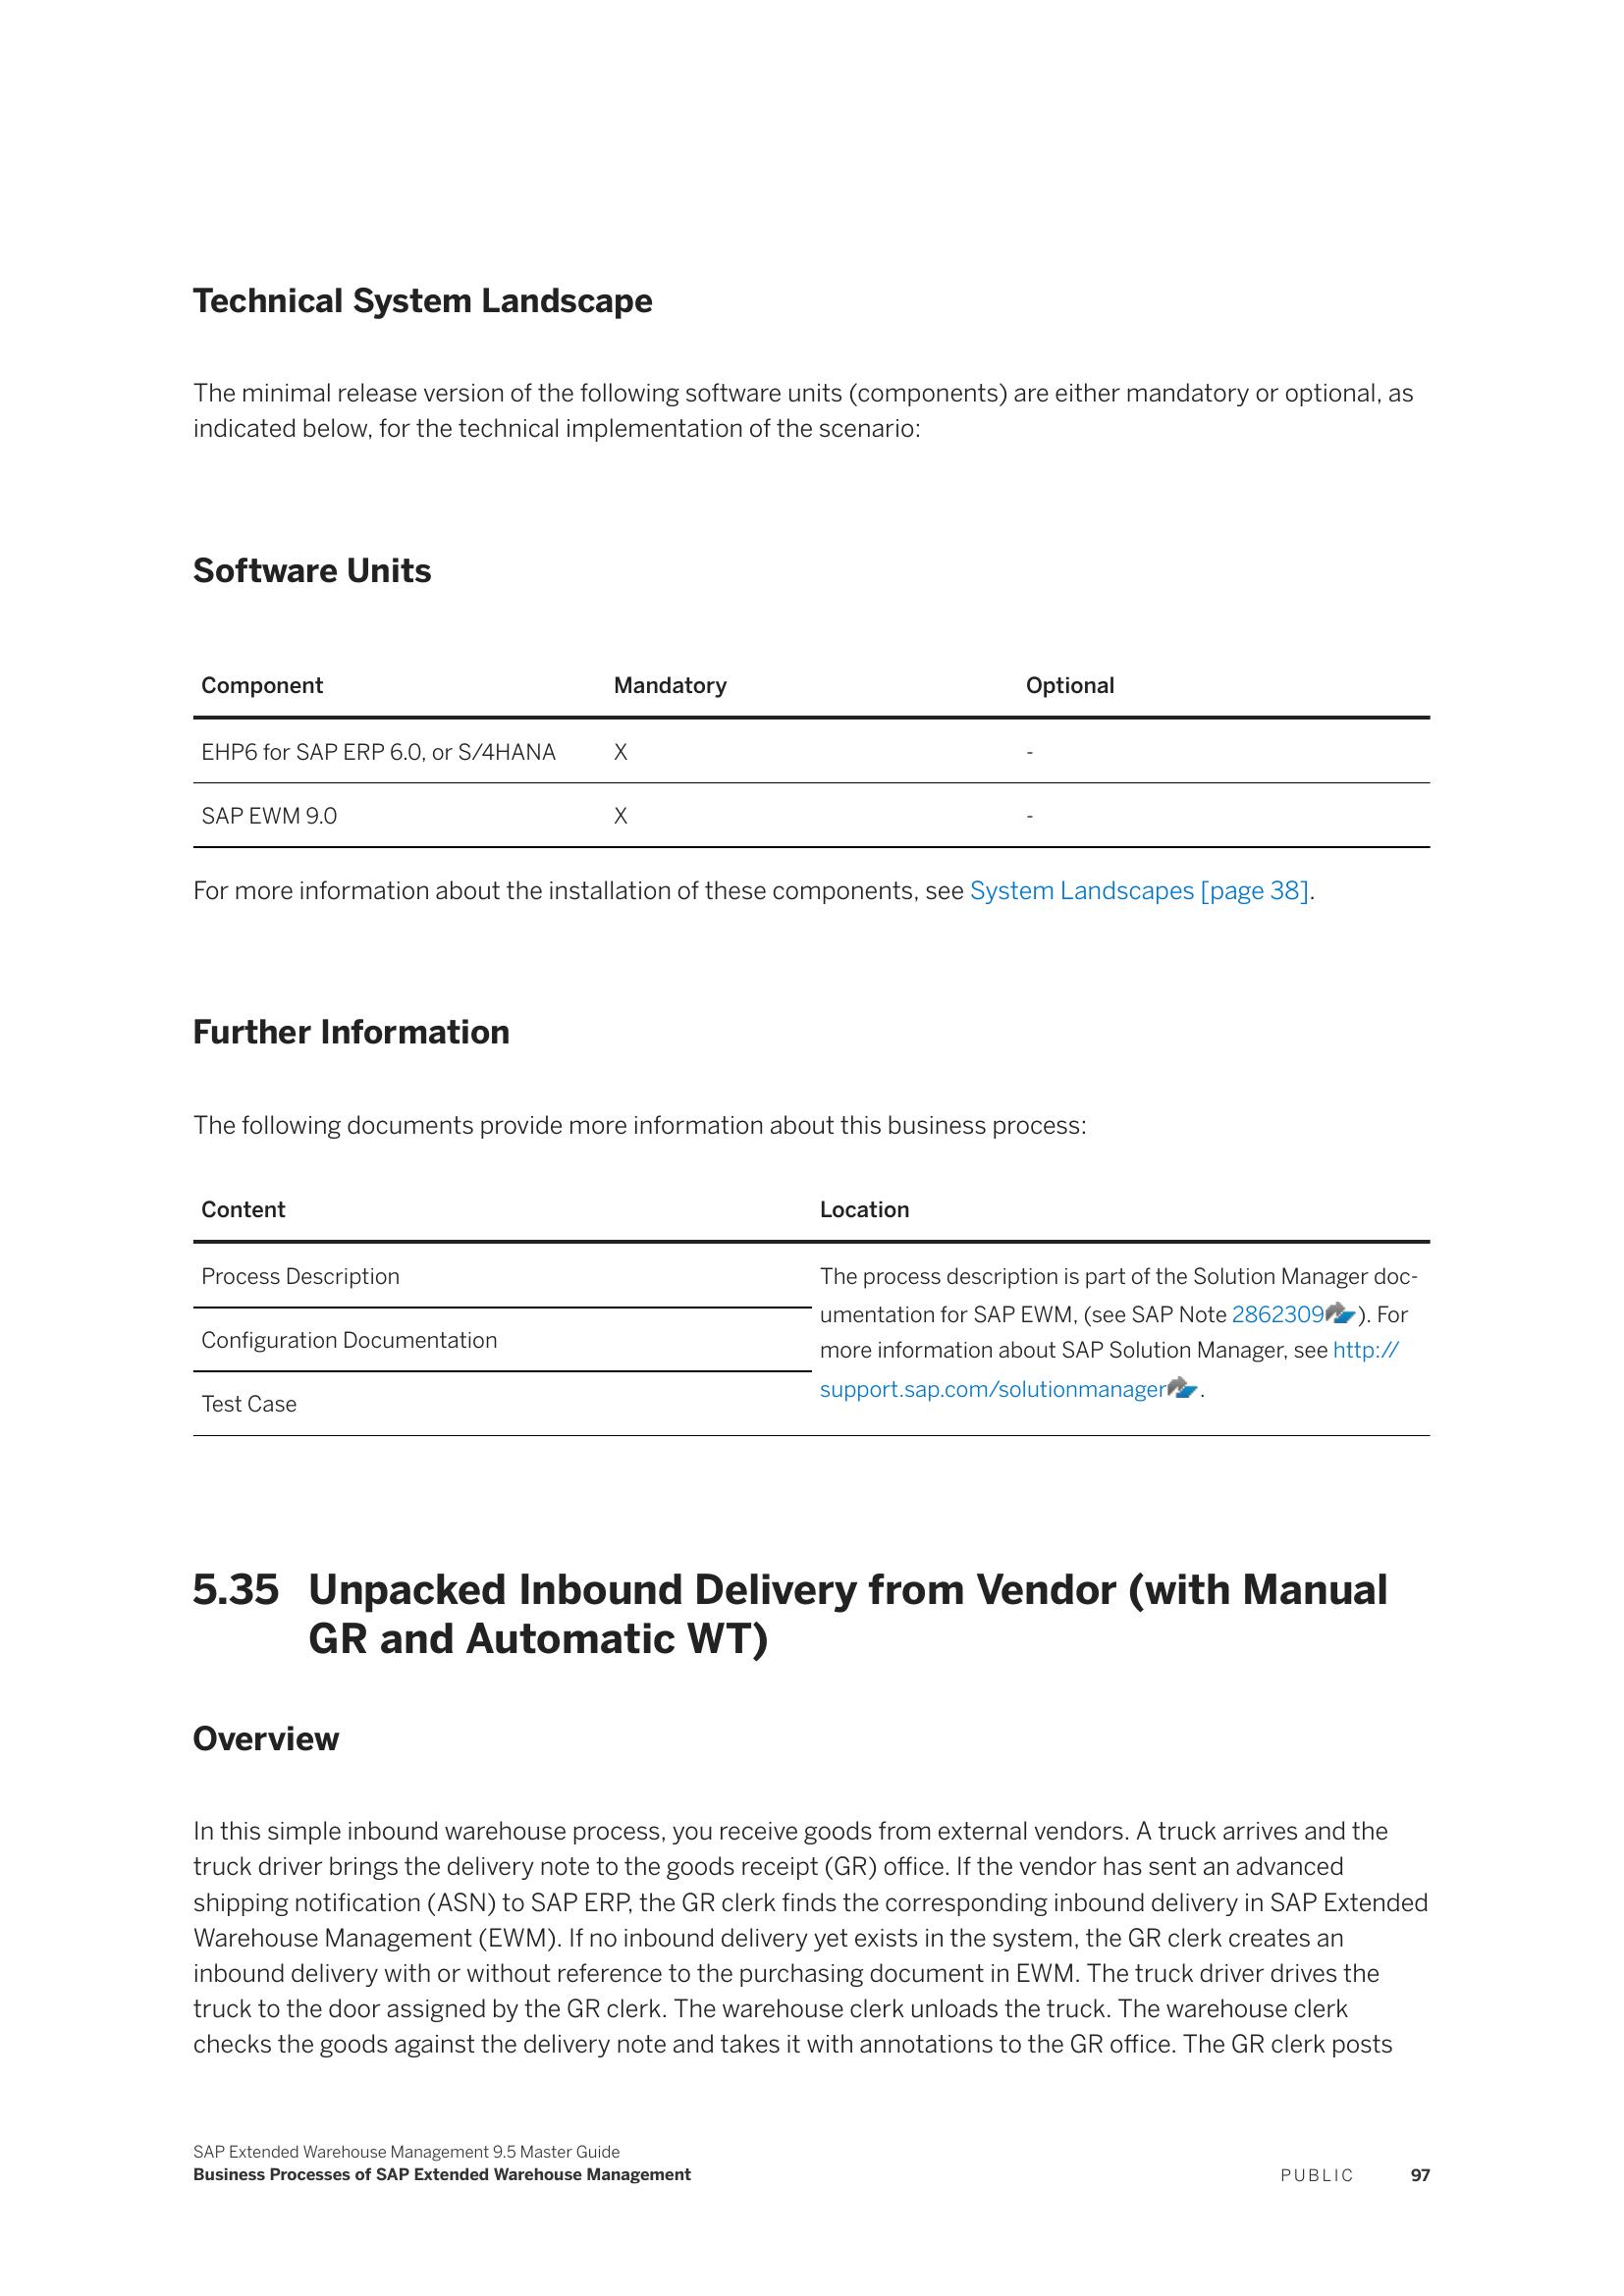 Technical System Landscape
The minimal release version of the following software units (components) are either mandatory or optional, as
indicated below, for the technical implementation of the scenario:
Software Units
Component Mandatory Optional
EHP6 for SAP ERP 6.0, or S/4HANA X -
SAP EWM 9.0 X -
For more information about the installation of these components, see System Landscapes [page 38].
Further Information
The following documents provide more information about this business process:
Content Location
Process Description
Configuration Documentation
Test Case
The process description is part of the Solution Manager doc-
umentation for SAP EWM, (see SAP Note 2862309). For
more information about SAP Solution Manager, see http://
support.sap.com/solutionmanager.
5.35 Unpacked Inbound Delivery from Vendor (with Manual
GR and Automatic WT)
Overview
In this simple inbound warehouse process, you receive goods from external vendors. A truck arrives and the
truck driver brings the delivery note to the goods receipt (GR) office. If the vendor has sent an advanced
shipping notification (ASN) to SAP ERP, the GR clerk finds the corresponding inbound delivery in SAP Extended
Warehouse Management (EWM). If no inbound delivery yet exists in the system, the GR clerk creates an
inbound delivery with or without reference to the purchasing document in EWM. The truck driver drives the
truck to the door assigned by the GR clerk. The warehouse clerk unloads the truck. The warehouse clerk
checks the goods against the delivery note and takes it with annotations to the GR office. The GR clerk posts
SAP Extended Warehouse Management 9.5 Master Guide
Business Processes of SAP Extended Warehouse Management PUBLIC 97